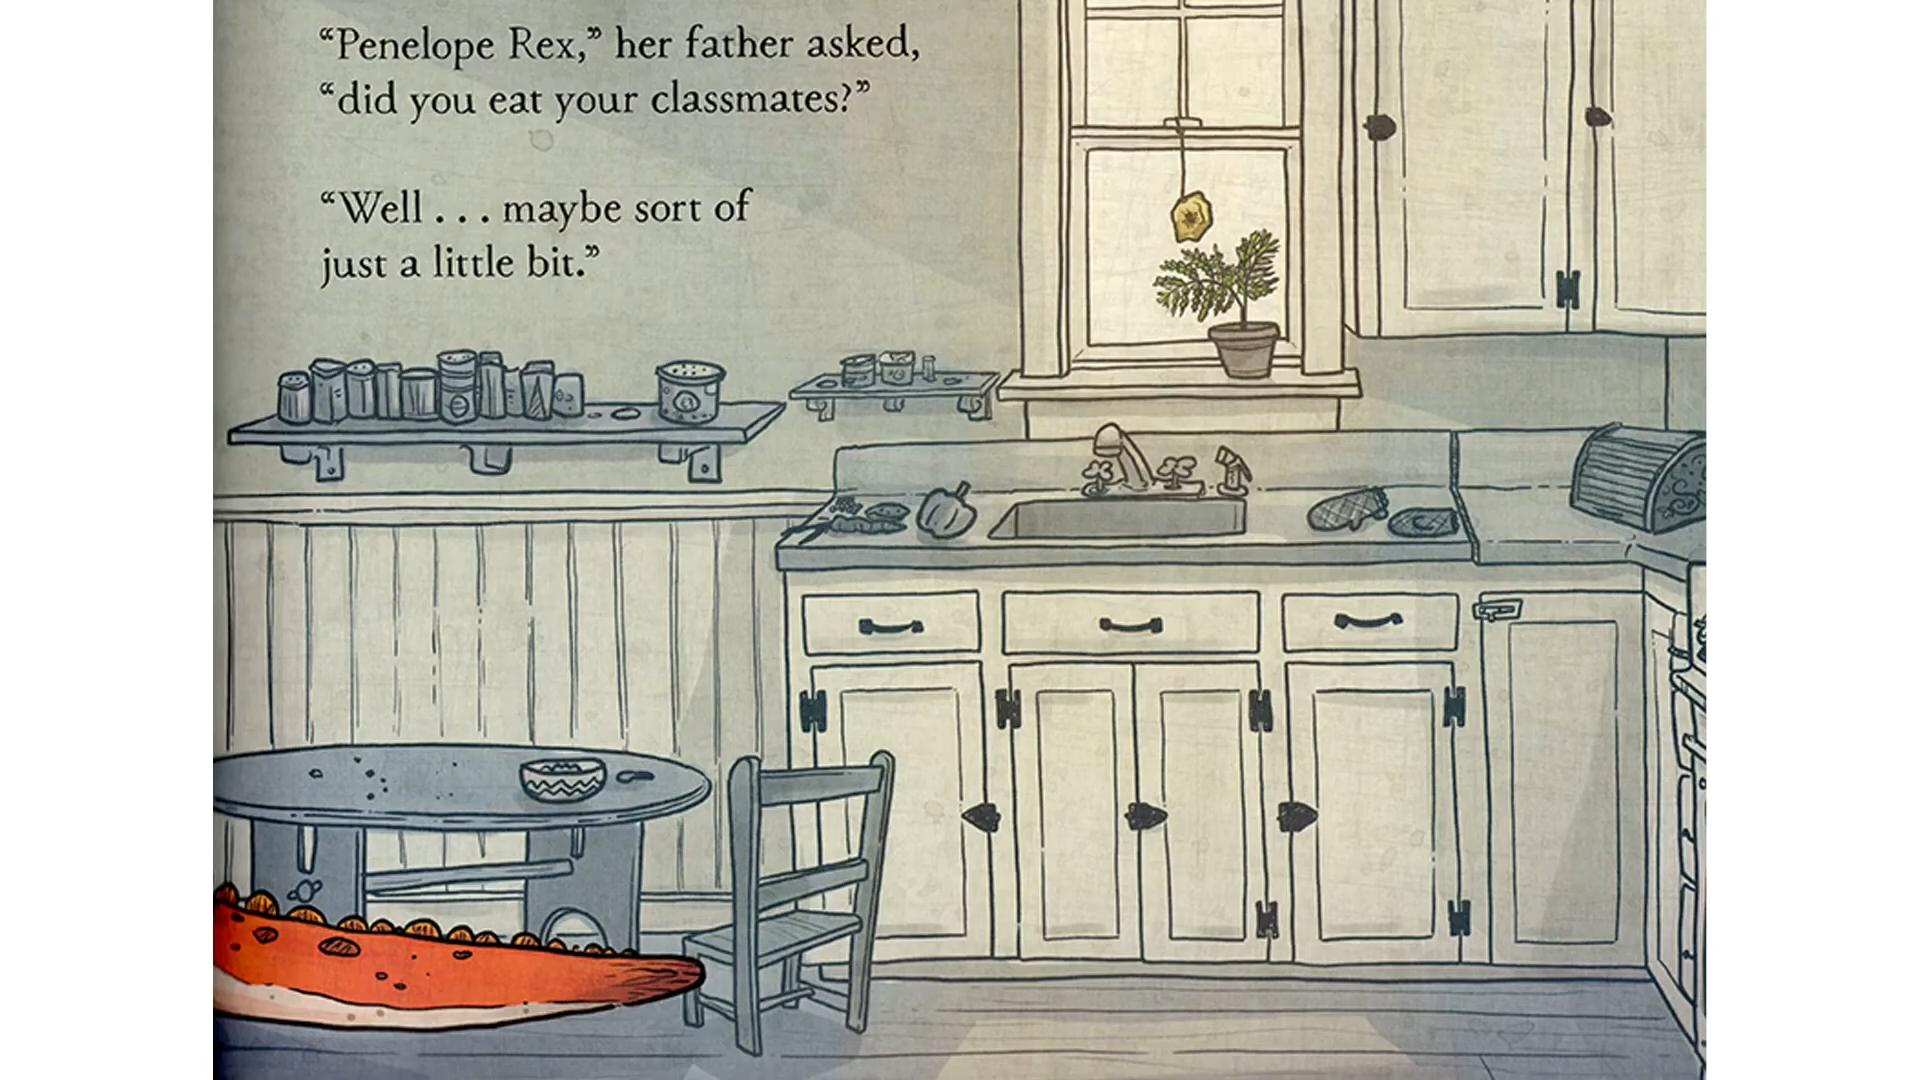 “Penelope Rex,” her father asked,
“did you eat your classmates?”
“Well . . . maybe sort of
just a little bit.”